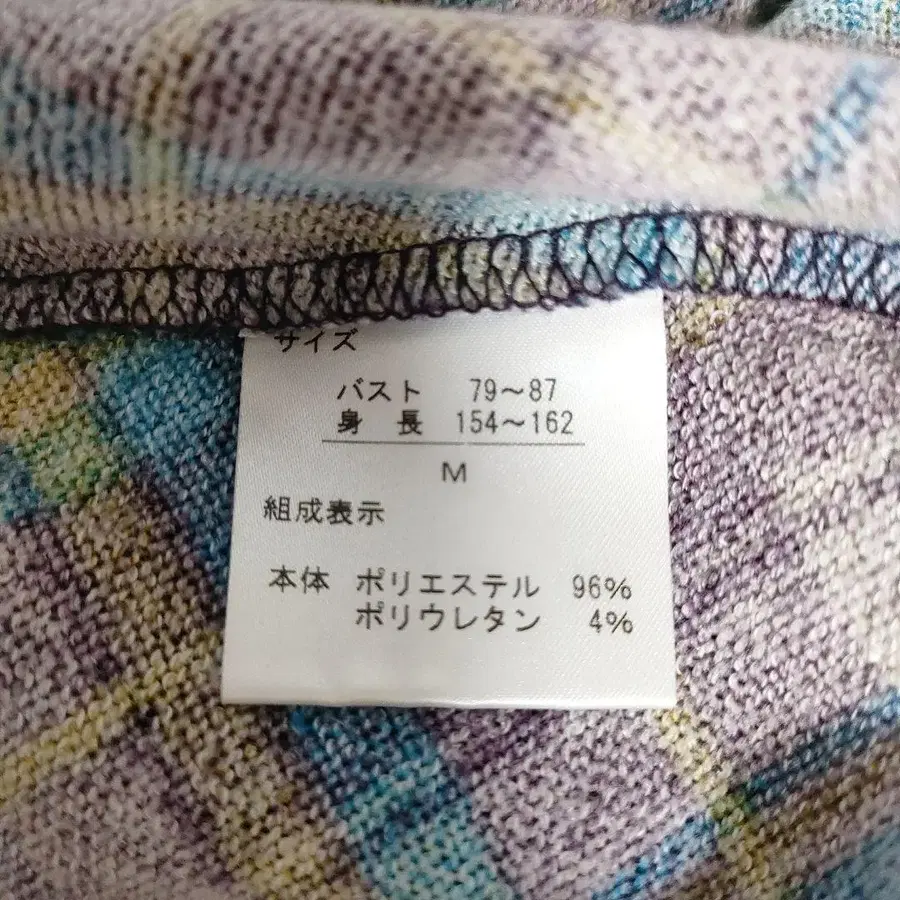 サイズ
バスト 79～87
身長 154～162
M
組成表示
本体 ポリエステル 96%
ポリウレタン 4%